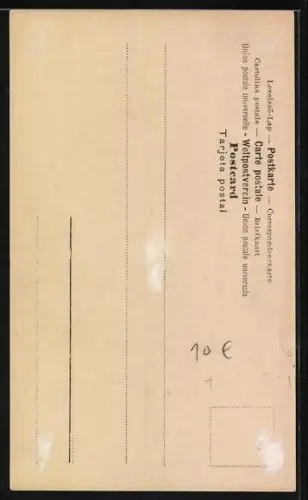 Levelező-Lap — Postkarte — Correspondenzkarte
Cartolina postale — Carte postale — Briefkaart
Union postale universelle - Weltpostverein - Union postale universale
Postcard
Tarjeta postal
10 €